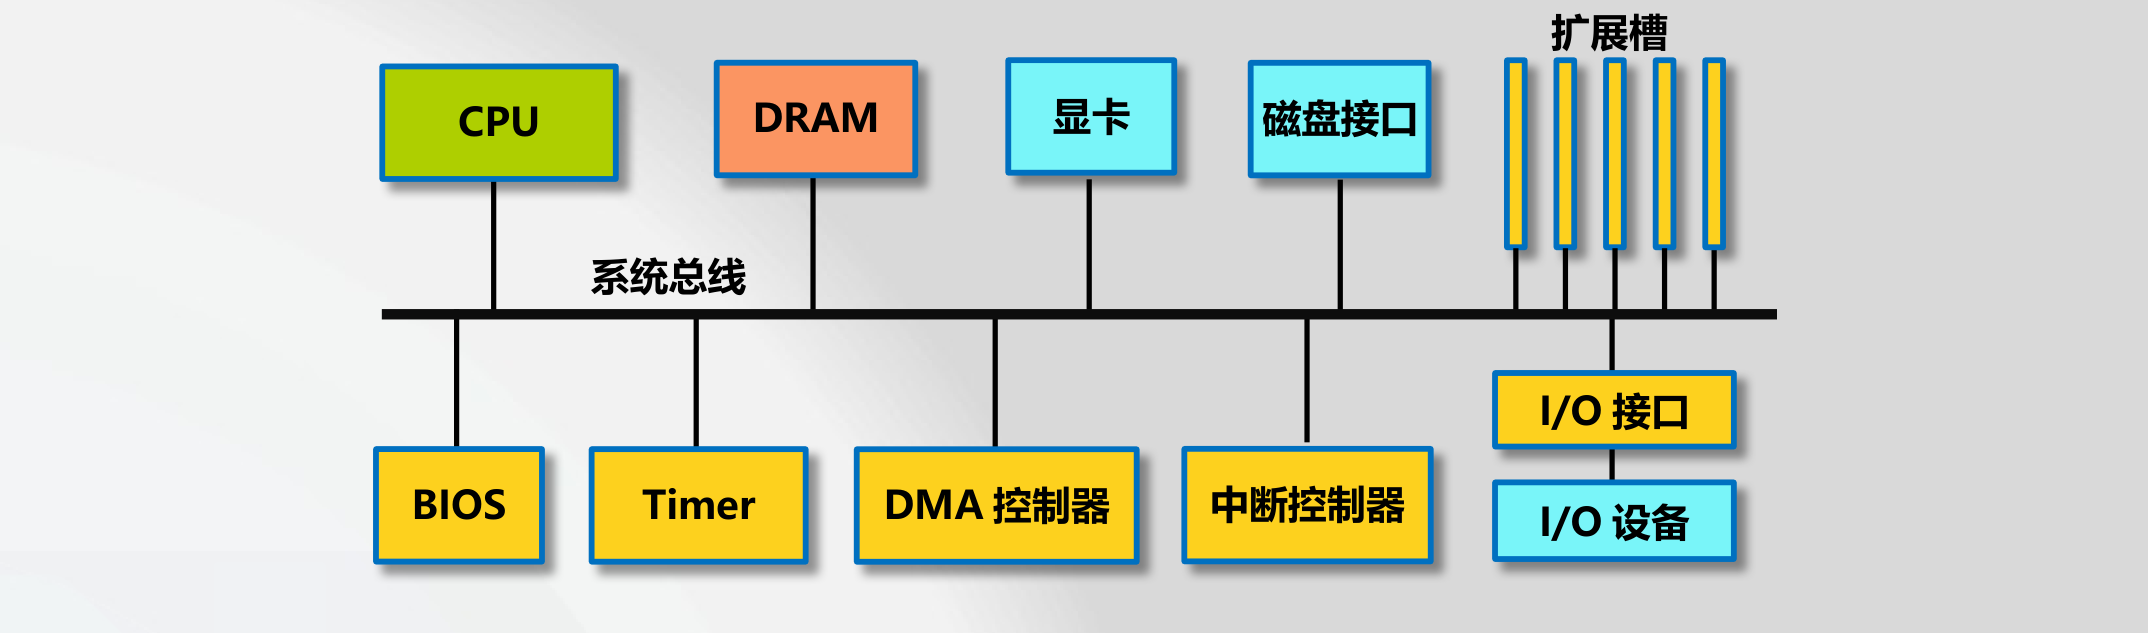 扩展槽
CPU
DRAM
显卡
磁盘接口
系统总线
I/O 接口
BIOS
Timer
DMA 控制器
中断控制器
I/O 设备